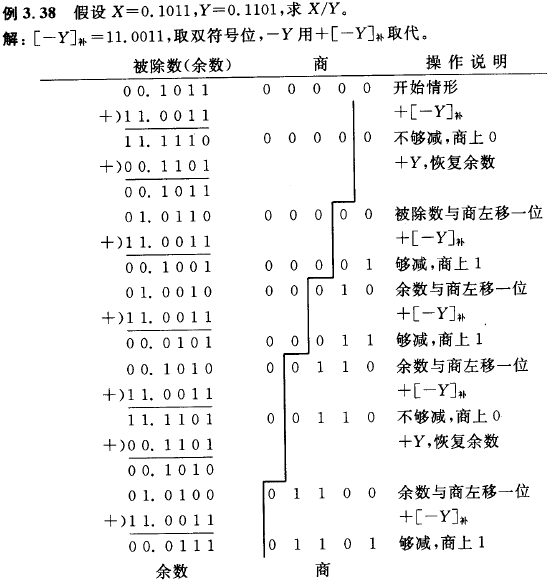 例 3.38 假设 X=0.1011,Y=0.1101,求 X/Y。
解:[-Y]补=11.0011,取双符号位,-Y 用+[-Y]补取代。
被除数(余数) 商 操作说明
00.1011 0 0 0 0 0 开始情形
+)11.0011 +[-Y]补
11.1110 0 0 0 0 0 不够减,商上 0
+)00.1101 +Y,恢复余数
00.1011
01.0110 0 0 0 0 0 被除数与商左移一位
+)11.0011 +[-Y]补
00.1001 0 0 0 0 1 够减,商上 1
01.0010 0 0 0 1 0 余数与商左移一位
+)11.0011 +[-Y]补
00.0101 0 0 0 1 1 够减,商上 1
00.1010 0 0 1 1 0 余数与商左移一位
+)11.0011 +[-Y]补
11.1101 0 0 1 1 0 不够减,商上 0
+)00.1101 +Y,恢复余数
00.1010
01.0100 0 1 1 0 0 余数与商左移一位
+)11.0011 +[-Y]补
00.0111 0 1 1 0 1 够减,商上 1
余数 商